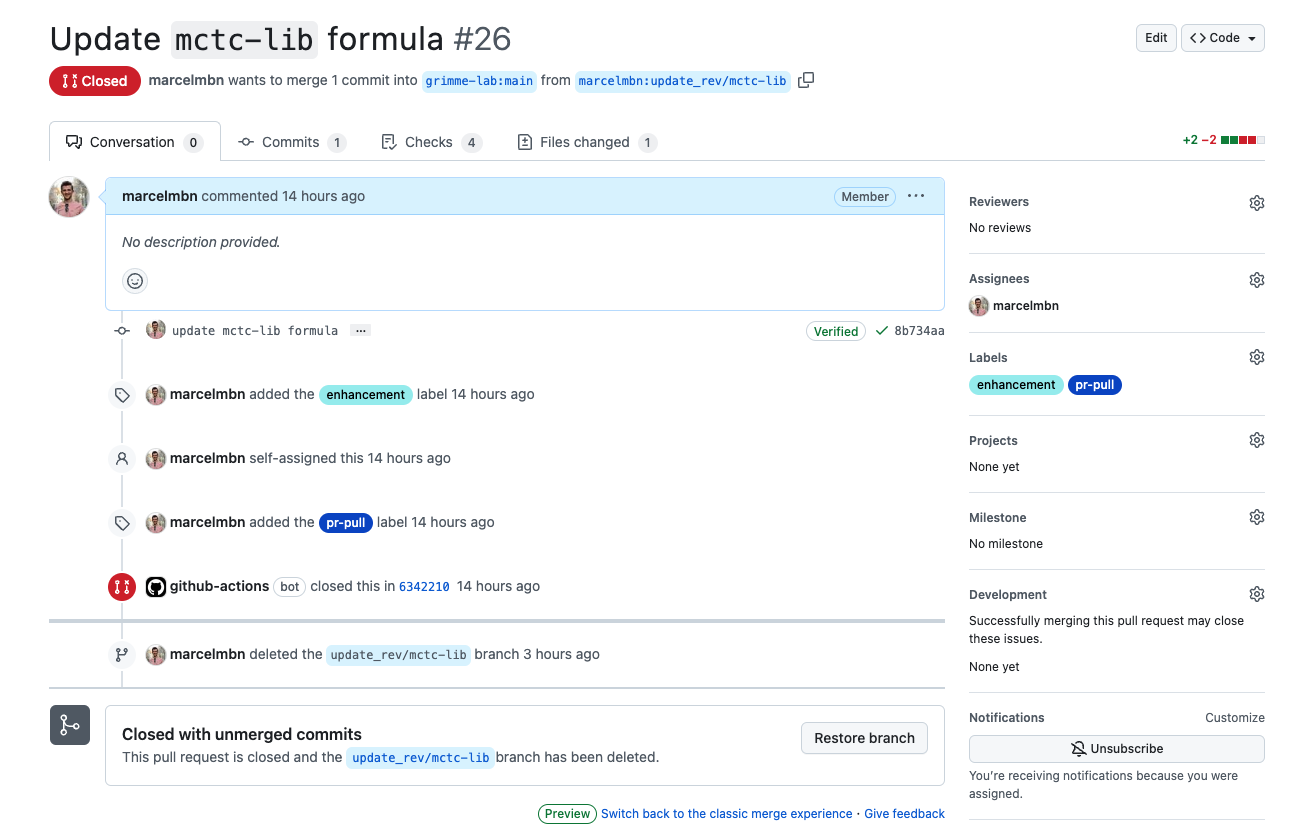 Update mctc-lib formula #26
Edit
<> Code
Closed
marcelmbn wants to merge 1 commit into grimme-lab:main from marcelmbn:update_rev/mctc-lib
Conversation 0
Commits 1
Checks 4
Files changed 1
+2 −2
marcelmbn commented 14 hours ago
Member ···
No description provided.
update mctc-lib formula ...
Verified 8b734aa
marcelmbn added the enhancement label 14 hours ago
marcelmbn self-assigned this 14 hours ago
marcelmbn added the pr-pull label 14 hours ago
github-actions bot closed this in 6342210 14 hours ago
marcelmbn deleted the update_rev/mctc-lib branch 3 hours ago
Closed with unmerged commits
This pull request is closed and the update_rev/mctc-lib branch has been deleted.
Restore branch
Preview Switch back to the classic merge experience · Give feedback
Reviewers
No reviews
Assignees
marcelmbn
Labels
enhancement pr-pull
Projects
None yet
Milestone
No milestone
Development
Successfully merging this pull request may close
these issues.
None yet
Notifications
Customize
Unsubscribe
You're receiving notifications because you were
assigned.